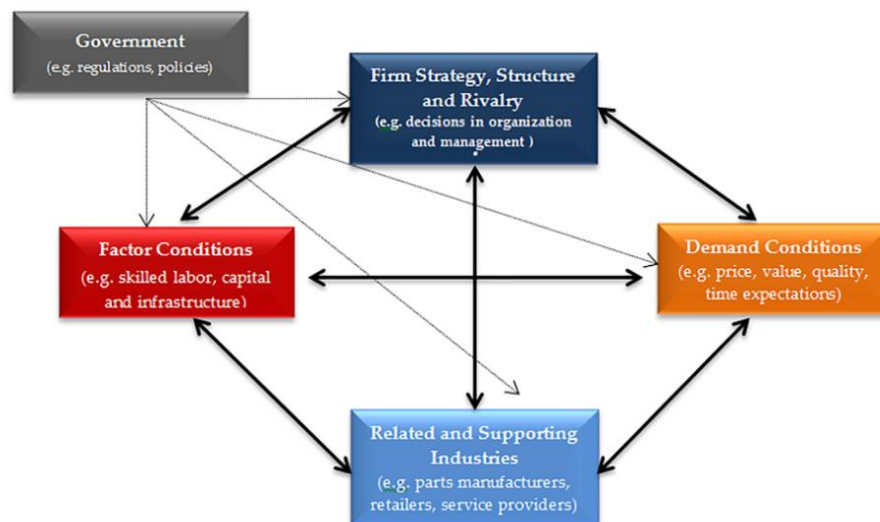 Government
(e.g. regulations, policies)
Firm Strategy, Structure
and Rivalry
(e.g. decisions in organization
and management )
Factor Conditions
(e.g. skilled labor, capital
and infrastructure)
Demand Conditions
(e.g. price, value, quality,
time expectations)
Related and Supporting
Industries
(e.g. parts manufacturers,
retailers, service providers)